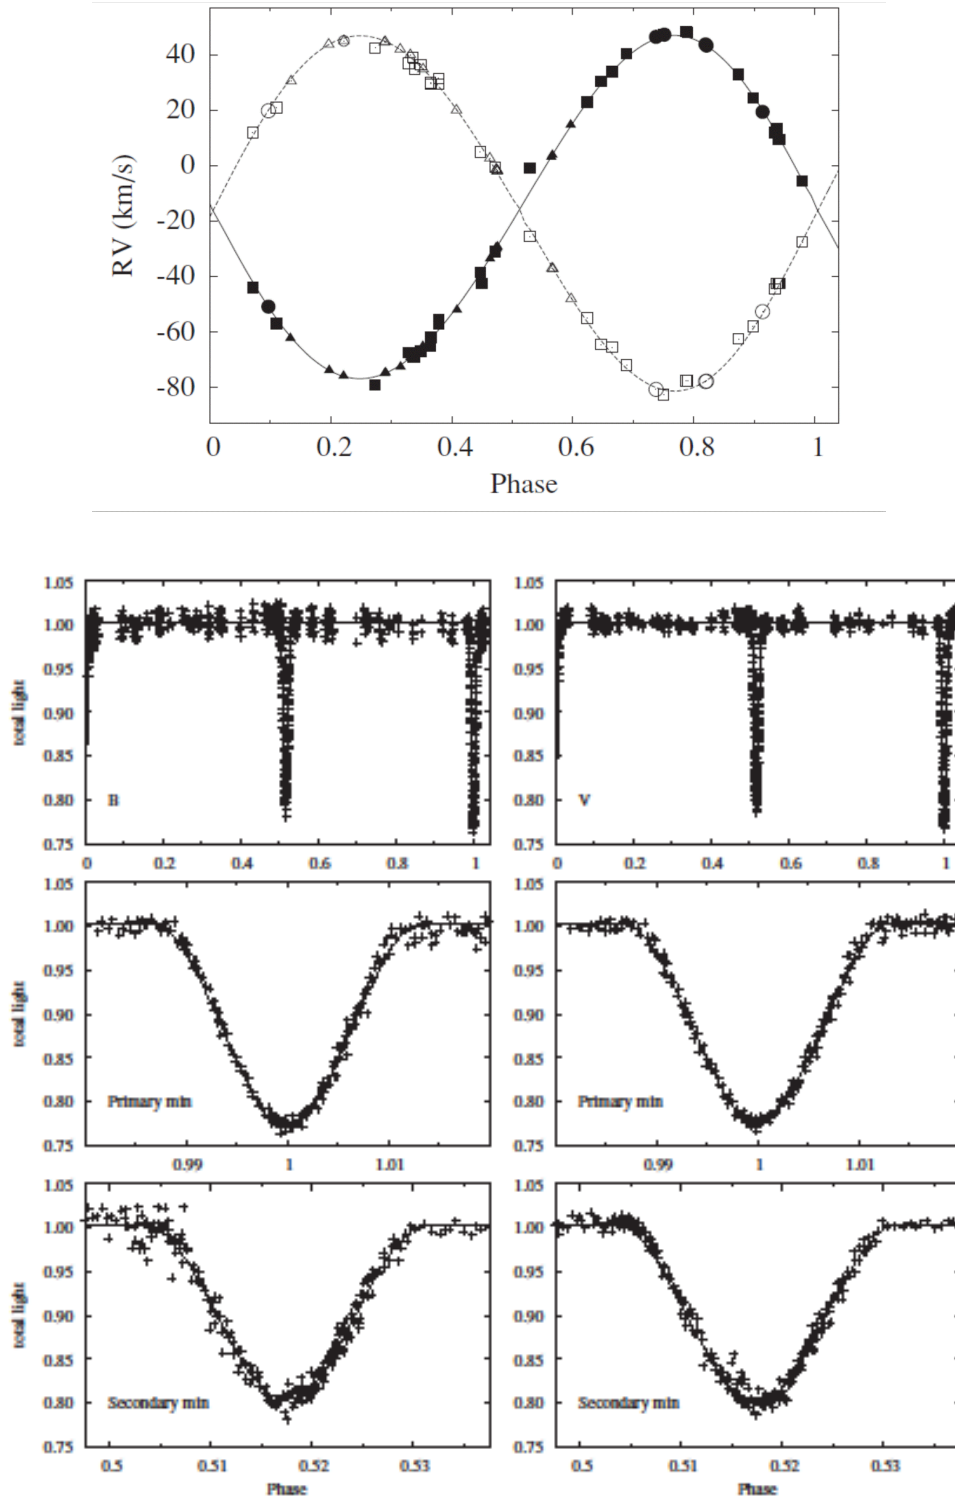 40
20
0
-20
-40
-60
-80
RV (km/s)
0 0.2 0.4 0.6 0.8 1
Phase
1.05 1.05
1.00 1.00
0.95 0.95
0.90 0.90
0.85 0.85
0.80 0.80
0.75 0.75
total light
B V
0 0.2 0.4 0.6 0.8 1 0 0.2 0.4 0.6 0.8 1
1.05 1.05
1.00 1.00
0.95 0.95
0.90 0.90
0.85 0.85
0.80 0.80
0.75 0.75
total light
Primary min Primary min
0.99 1 1.01 0.99 1 1.01
1.05 1.05
1.00 1.00
0.95 0.95
0.90 0.90
0.85 0.85
0.80 0.80
0.75 0.75
total light
Secondary min Secondary min
0.5 0.51 0.52 0.53 0.5 0.51 0.52 0.53
Phase Phase